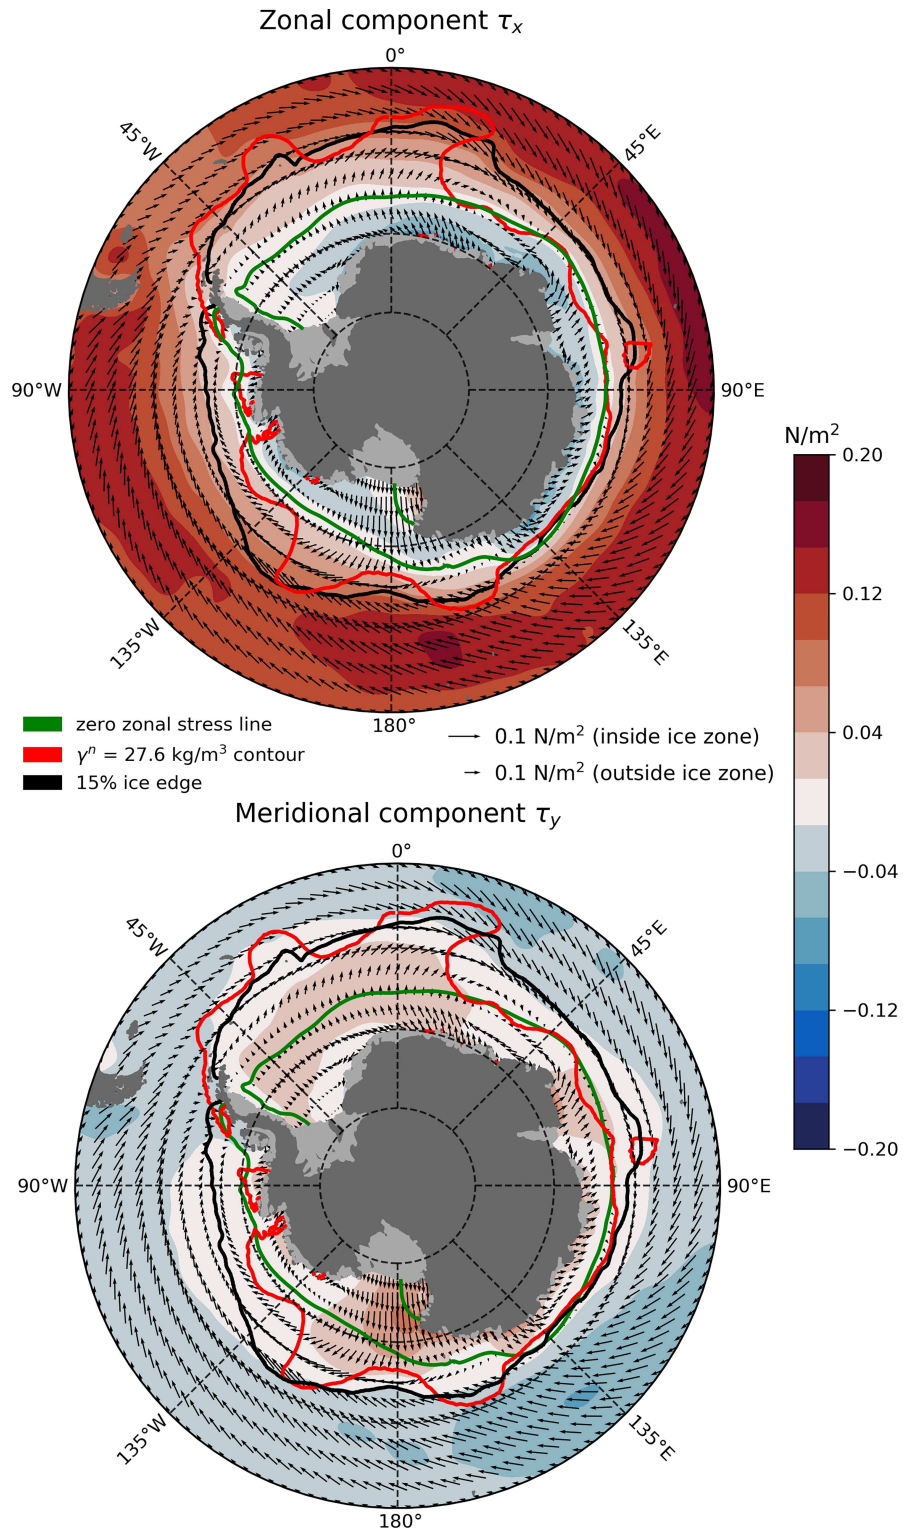 Zonal component τx
0°
45°W
45°E
90°W
90°E
135°W
135°E
180°
N/m²
0.20
0.12
0.04
−0.04
−0.12
−0.20
zero zonal stress line
γⁿ = 27.6 kg/m³ contour
15% ice edge
0.1 N/m² (inside ice zone)
0.1 N/m² (outside ice zone)
Meridional component τy
0°
45°W
45°E
90°W
90°E
135°W
135°E
180°